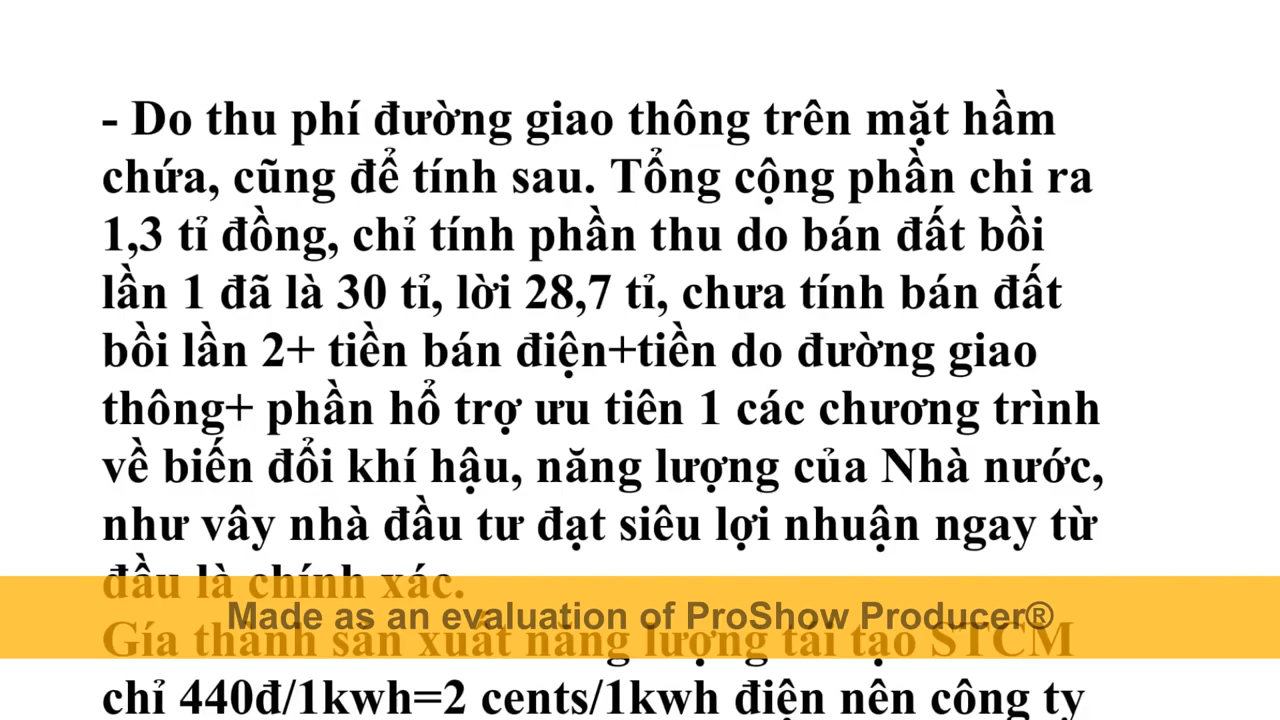 - Do thu phí đường giao thông trên mặt hầm
chứa, cũng để tính sau. Tổng cộng phần chi ra
1,3 tỉ đồng, chỉ tính phần thu do bán đất bồi
lần 1 đã là 30 tỉ, lời 28,7 tỉ, chưa tính bán đất
bồi lần 2+ tiền bán điện+tiền do đường giao
thông+ phần hổ trợ ưu tiên 1 các chương trình
về biến đổi khí hậu, năng lượng của Nhà nước,
như vây nhà đầu tư đạt siêu lợi nhuận ngay từ
đầu là chính xác.
Made as an evaluation of ProShow Producer®
Gía thành sản xuất năng lượng tái tạo STCM
chỉ 440đ/1kwh=2 cents/1kwh điện nên công ty